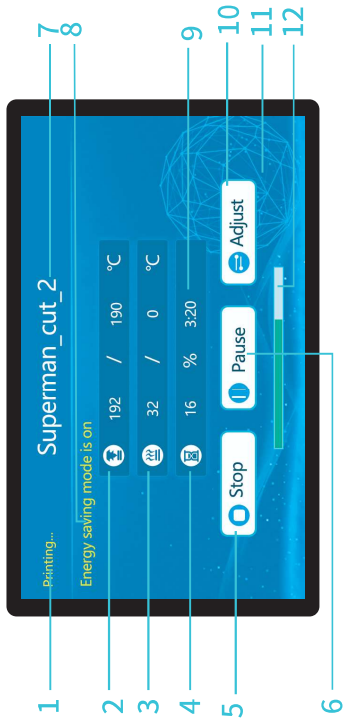 7
8
9
10
11
12
Printing...
Superman_cut_2
Energy saving mode is on
192 / 190 °C
32 / 0 °C
16 % 3:20
Stop
Pause
Adjust
1
2
3
4
5
6